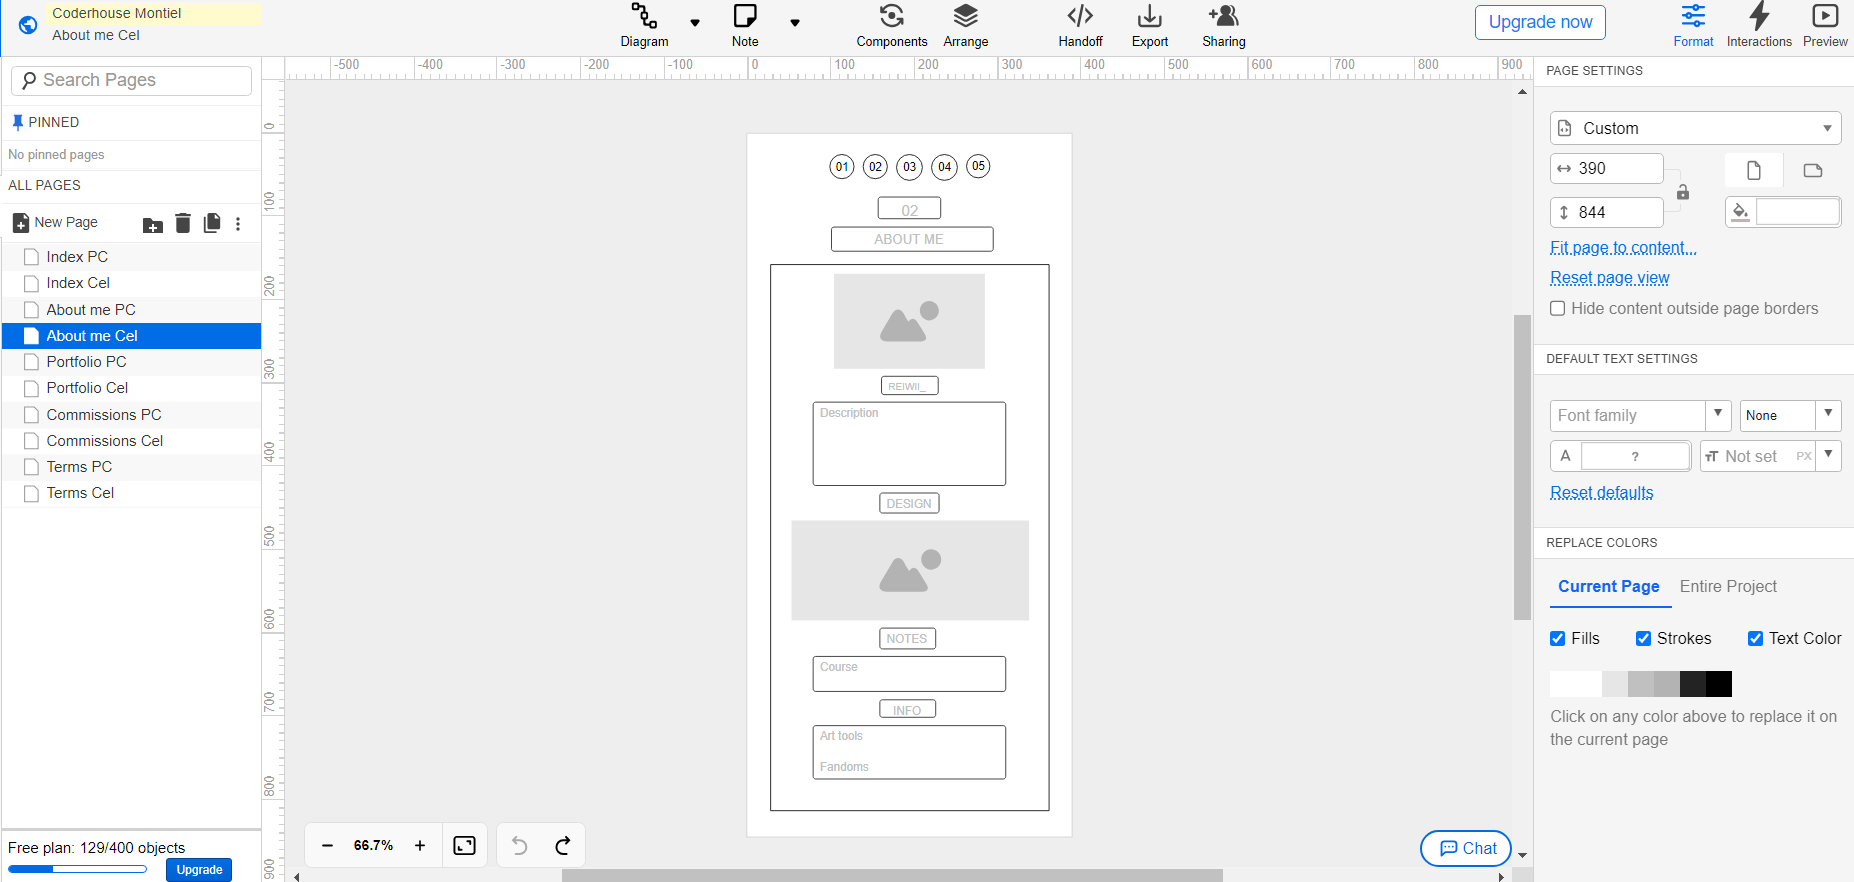 Coderhouse Montiel
About me Cel
Diagram
Note
Components
Arrange
Handoff
Export
Sharing
Upgrade now
Format
Interactions
Preview
Search Pages
PINNED
No pinned pages
ALL PAGES
New Page
Index PC
Index Cel
About me PC
About me Cel
Portfolio PC
Portfolio Cel
Commissions PC
Commissions Cel
Terms PC
Terms Cel
Free plan: 129/400 objects
Upgrade
-500 -400 -300 -200 -100 0 100 200 300 400 500 600 700 800 900
0
100
200
300
400
500
600
700
800
900
01 02 03 04 05
02
ABOUT ME
REIWII_
Description
DESIGN
NOTES
Course
INFO
Art tools
Fandoms
66.7%
Chat
PAGE SETTINGS
Custom
390
844
Fit page to content...
Reset page view
Hide content outside page borders
DEFAULT TEXT SETTINGS
Font family
None
A ?
TT Not set PX
Reset defaults
REPLACE COLORS
Current Page Entire Project
Fills Strokes Text Color
Click on any color above to replace it on
the current page